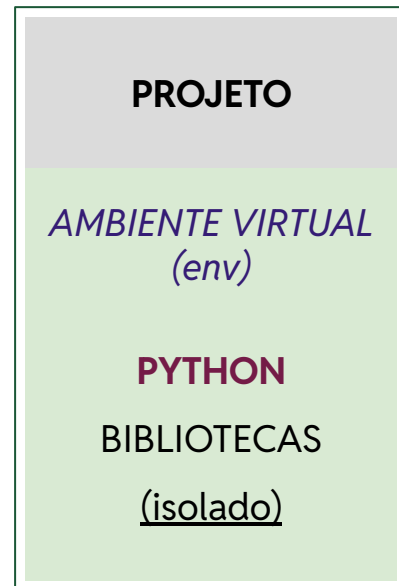 PROJETO
AMBIENTE VIRTUAL
(env)
PYTHON
BIBLIOTECAS
(isolado)